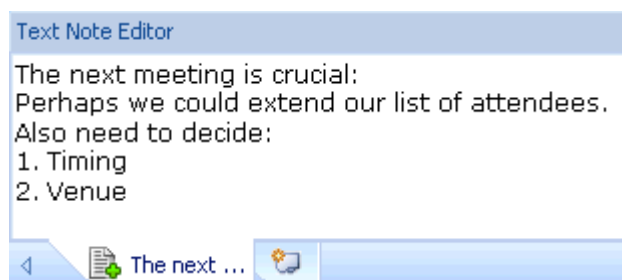 Text Note Editor
The next meeting is crucial:
Perhaps we could extend our list of attendees.
Also need to decide:
1. Timing
2. Venue
The next ...